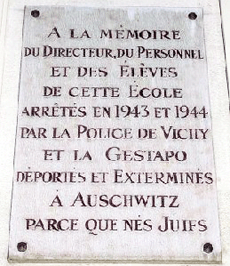 À LA MÉMOIRE
DU DIRECTEUR, DU PERSONNEL
ET DES ÉLÈVES
DE CETTE ÉCOLE
ARRÊTÉS EN 1943 ET 1944
PAR LA POLICE DE VICHY
ET LA GESTAPO
DÉPORTÉS ET EXTERMINÉS
À AUSCHWITZ
PARCE QUE NÉS JUIFS